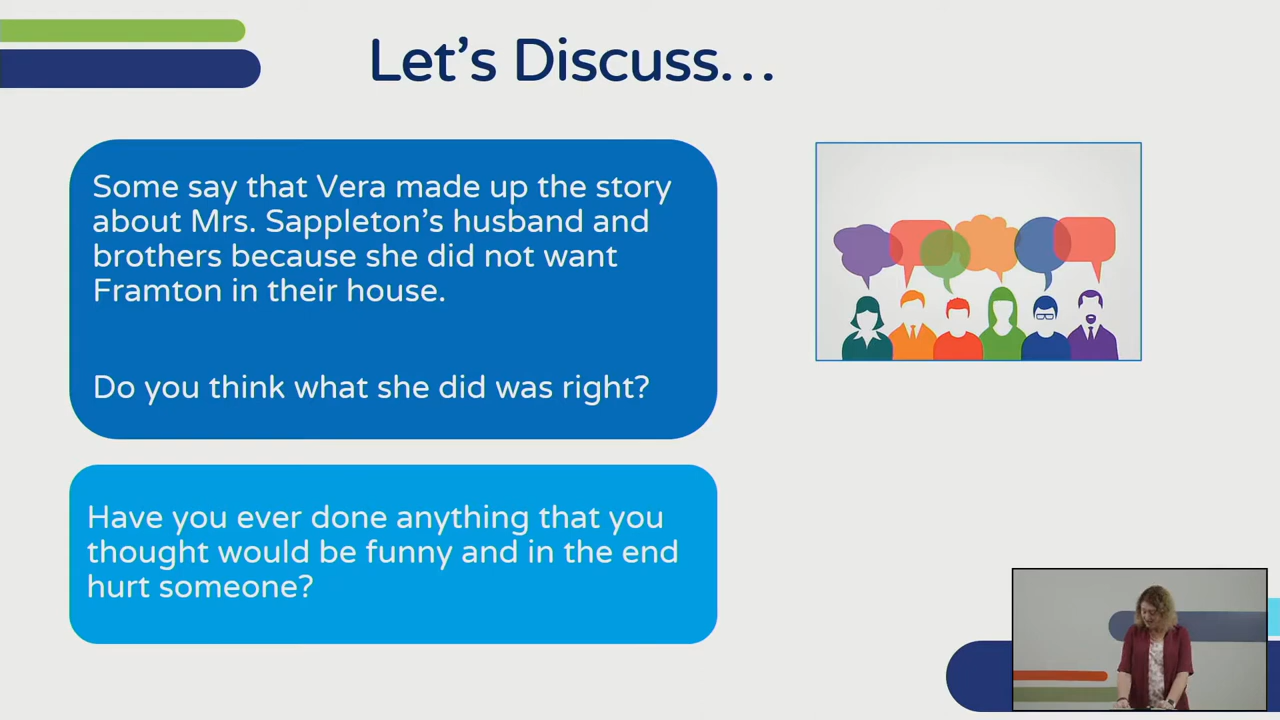 Let's Discuss…
Some say that Vera made up the story
about Mrs. Sappleton's husband and
brothers because she did not want
Framton in their house.
Do you think what she did was right?
Have you ever done anything that you
thought would be funny and in the end
hurt someone?